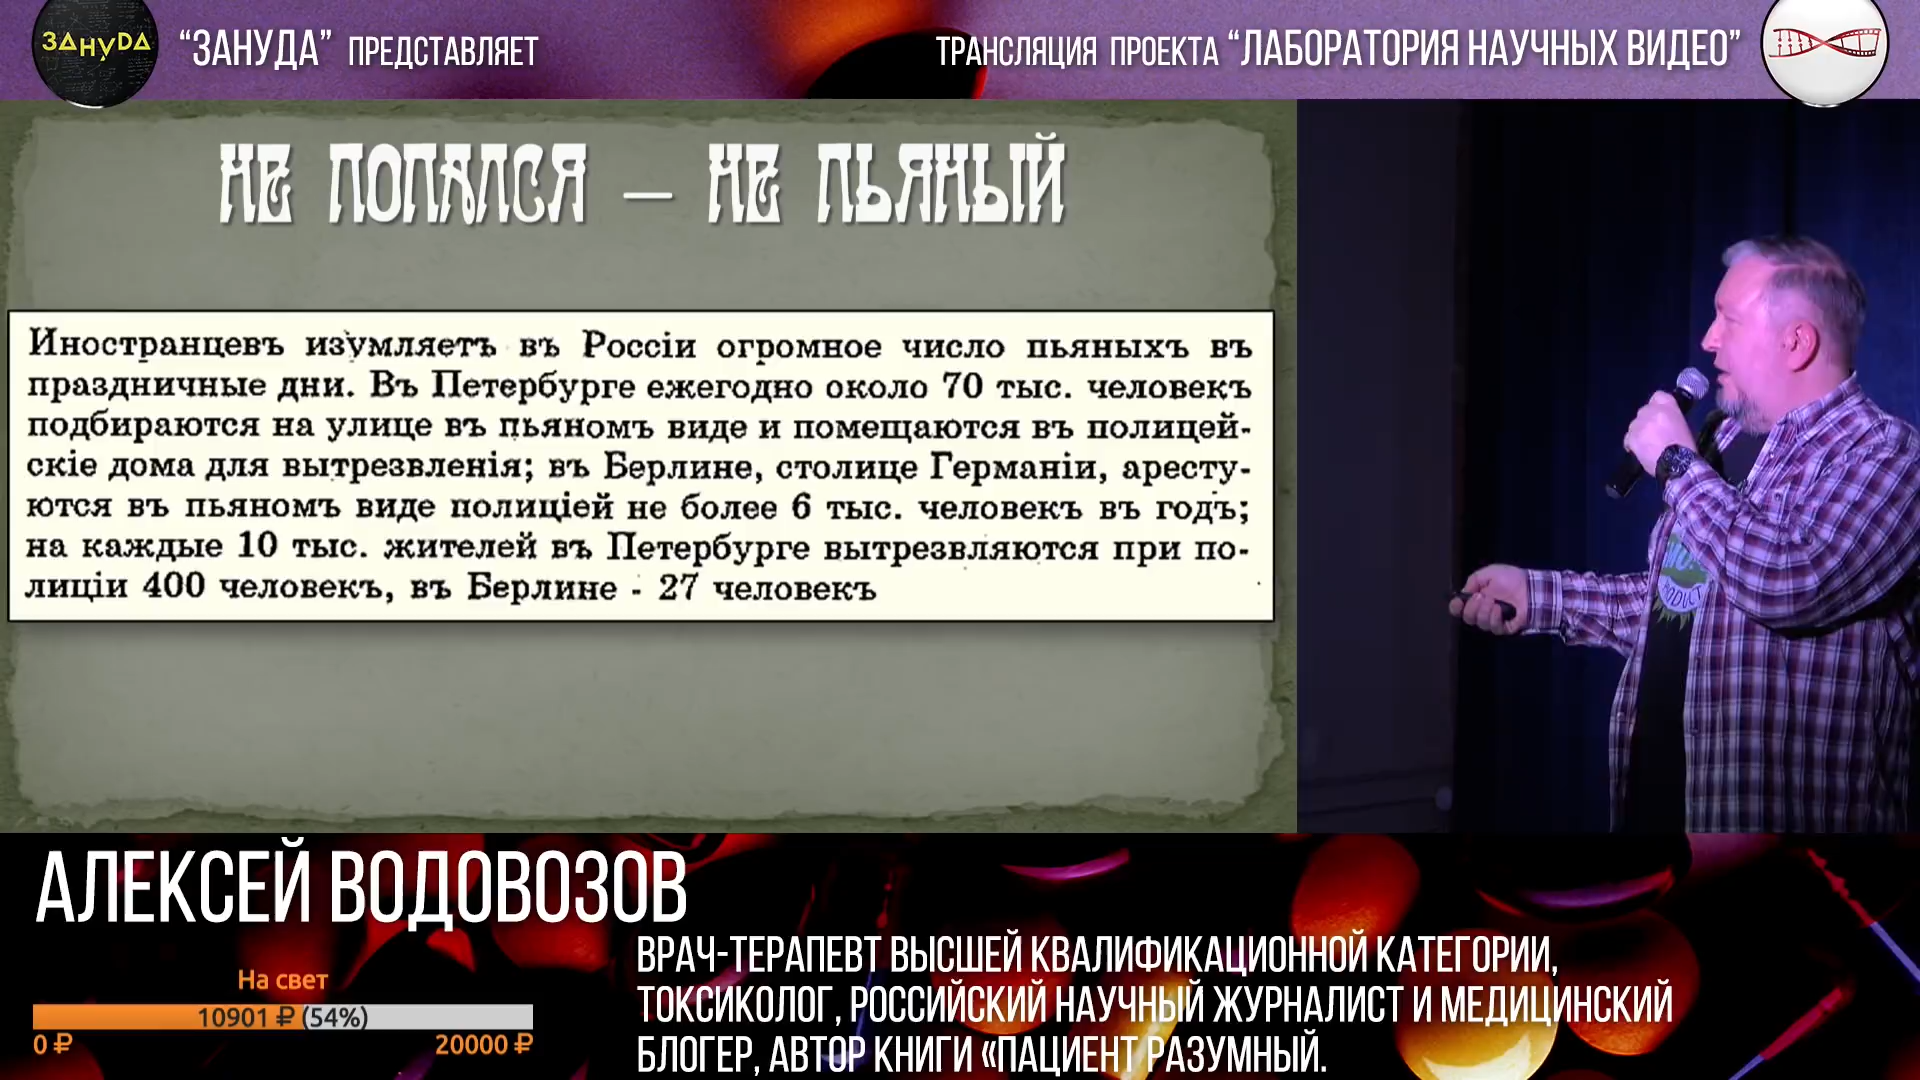 ЗАНУДА
“ЗАНУДА” ПРЕДСТАВЛЯЕТ
ТРАНСЛЯЦИЯ ПРОЕКТА “ЛАБОРАТОРИЯ НАУЧНЫХ ВИДЕО”
НЕ ПОПАЛСЯ – НЕ ПЬЯНЫЙ
Иностранцевъ изумляетъ въ Россіи огромное число пьяныхъ въ
праздничные дни. Въ Петербурге ежегодно около 70 тыс. человекъ
подбираются на улице въ пьяномъ виде и помещаются въ полицей-
скіе дома для вытрезвленія; въ Берлине, столице Германіи, аресту-
ются въ пьяномъ виде полиціей не более 6 тыс. человекъ въ годъ;
на каждые 10 тыс. жителей въ Петербурге вытрезвляются при по-
лиціи 400 человекъ, въ Берлине - 27 человекъ
АЛЕКСЕЙ ВОДОВОЗОВ
ВРАЧ-ТЕРАПЕВТ ВЫСШЕЙ КВАЛИФИКАЦИОННОЙ КАТЕГОРИИ,
ТОКСИКОЛОГ, РОССИЙСКИЙ НАУЧНЫЙ ЖУРНАЛИСТ И МЕДИЦИНСКИЙ
БЛОГЕР, АВТОР КНИГИ «ПАЦИЕНТ РАЗУМНЫЙ.
На свет
10901 ₽ (54%)
0 ₽ 20000 ₽